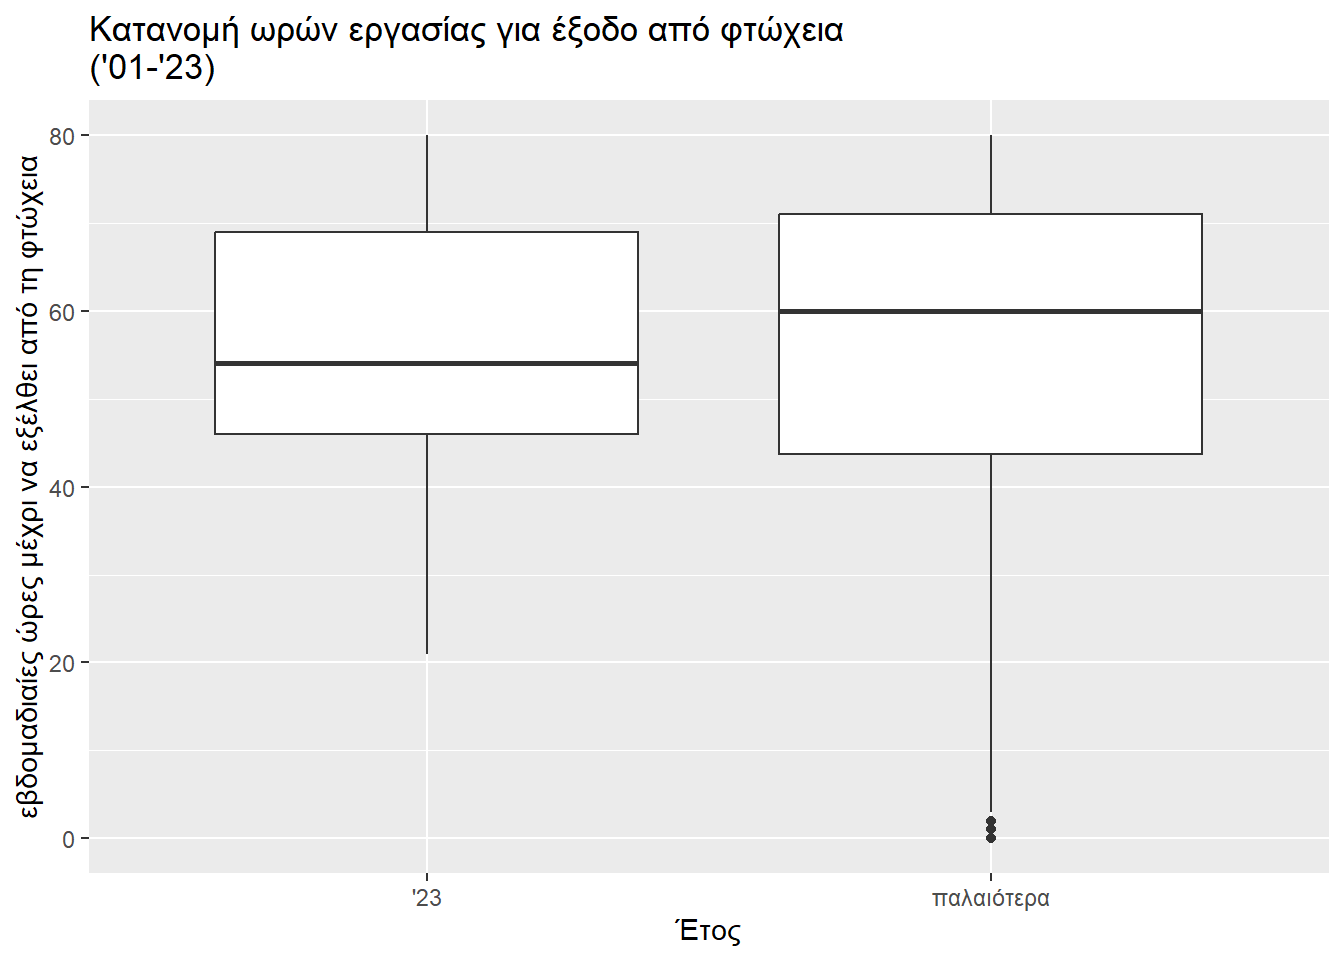 Κατανομή ωρών εργασίας για έξοδο από φτώχεια
('01-'23)
εβδομαδιαίες ώρες μέχρι να εξέλθει από τη φτώχεια
80
60
40
20
0
'23
παλαιότερα
Έτος